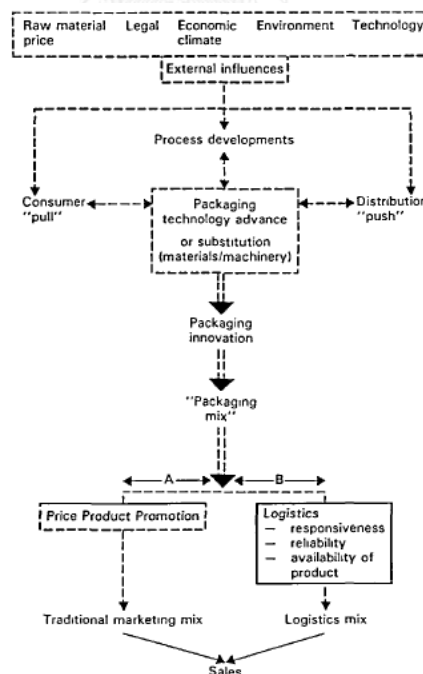 Raw material Legal Economic Environment Technology
price climate
External influences
Process developments
Consumer
"pull"
Packaging
technology advance
or substitution
(materials/machinery)
Distribution
"push"
Packaging
innovation
"Packaging
mix"
A B
Price Product Promotion
Logistics
— responsiveness
— reliability
— availability of
product
Traditional marketing mix Logistics mix
Sales